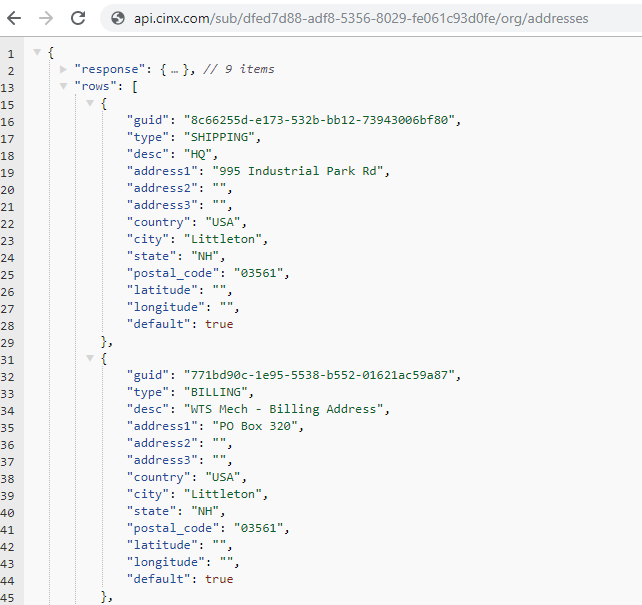 api.cinx.com/sub/dfed7d88-adf8-5356-8029-fe061c93d0fe/org/addresses
1 {
2 "response": { … }, // 9 items
13 "rows": [
15 {
16 "guid": "8c66255d-e173-532b-bb12-73943006bf80",
17 "type": "SHIPPING",
18 "desc": "HQ",
19 "address1": "995 Industrial Park Rd",
20 "address2": "",
21 "address3": "",
22 "country": "USA",
23 "city": "Littleton",
24 "state": "NH",
25 "postal_code": "03561",
26 "latitude": "",
27 "longitude": "",
28 "default": true
29 },
31 {
32 "guid": "771bd90c-1e95-5538-b552-01621ac59a87",
33 "type": "BILLING",
34 "desc": "WTS Mech - Billing Address",
35 "address1": "PO Box 320",
36 "address2": "",
37 "address3": "",
38 "country": "USA",
39 "city": "Littleton",
40 "state": "NH",
41 "postal_code": "03561",
42 "latitude": "",
43 "longitude": "",
44 "default": true
45 },